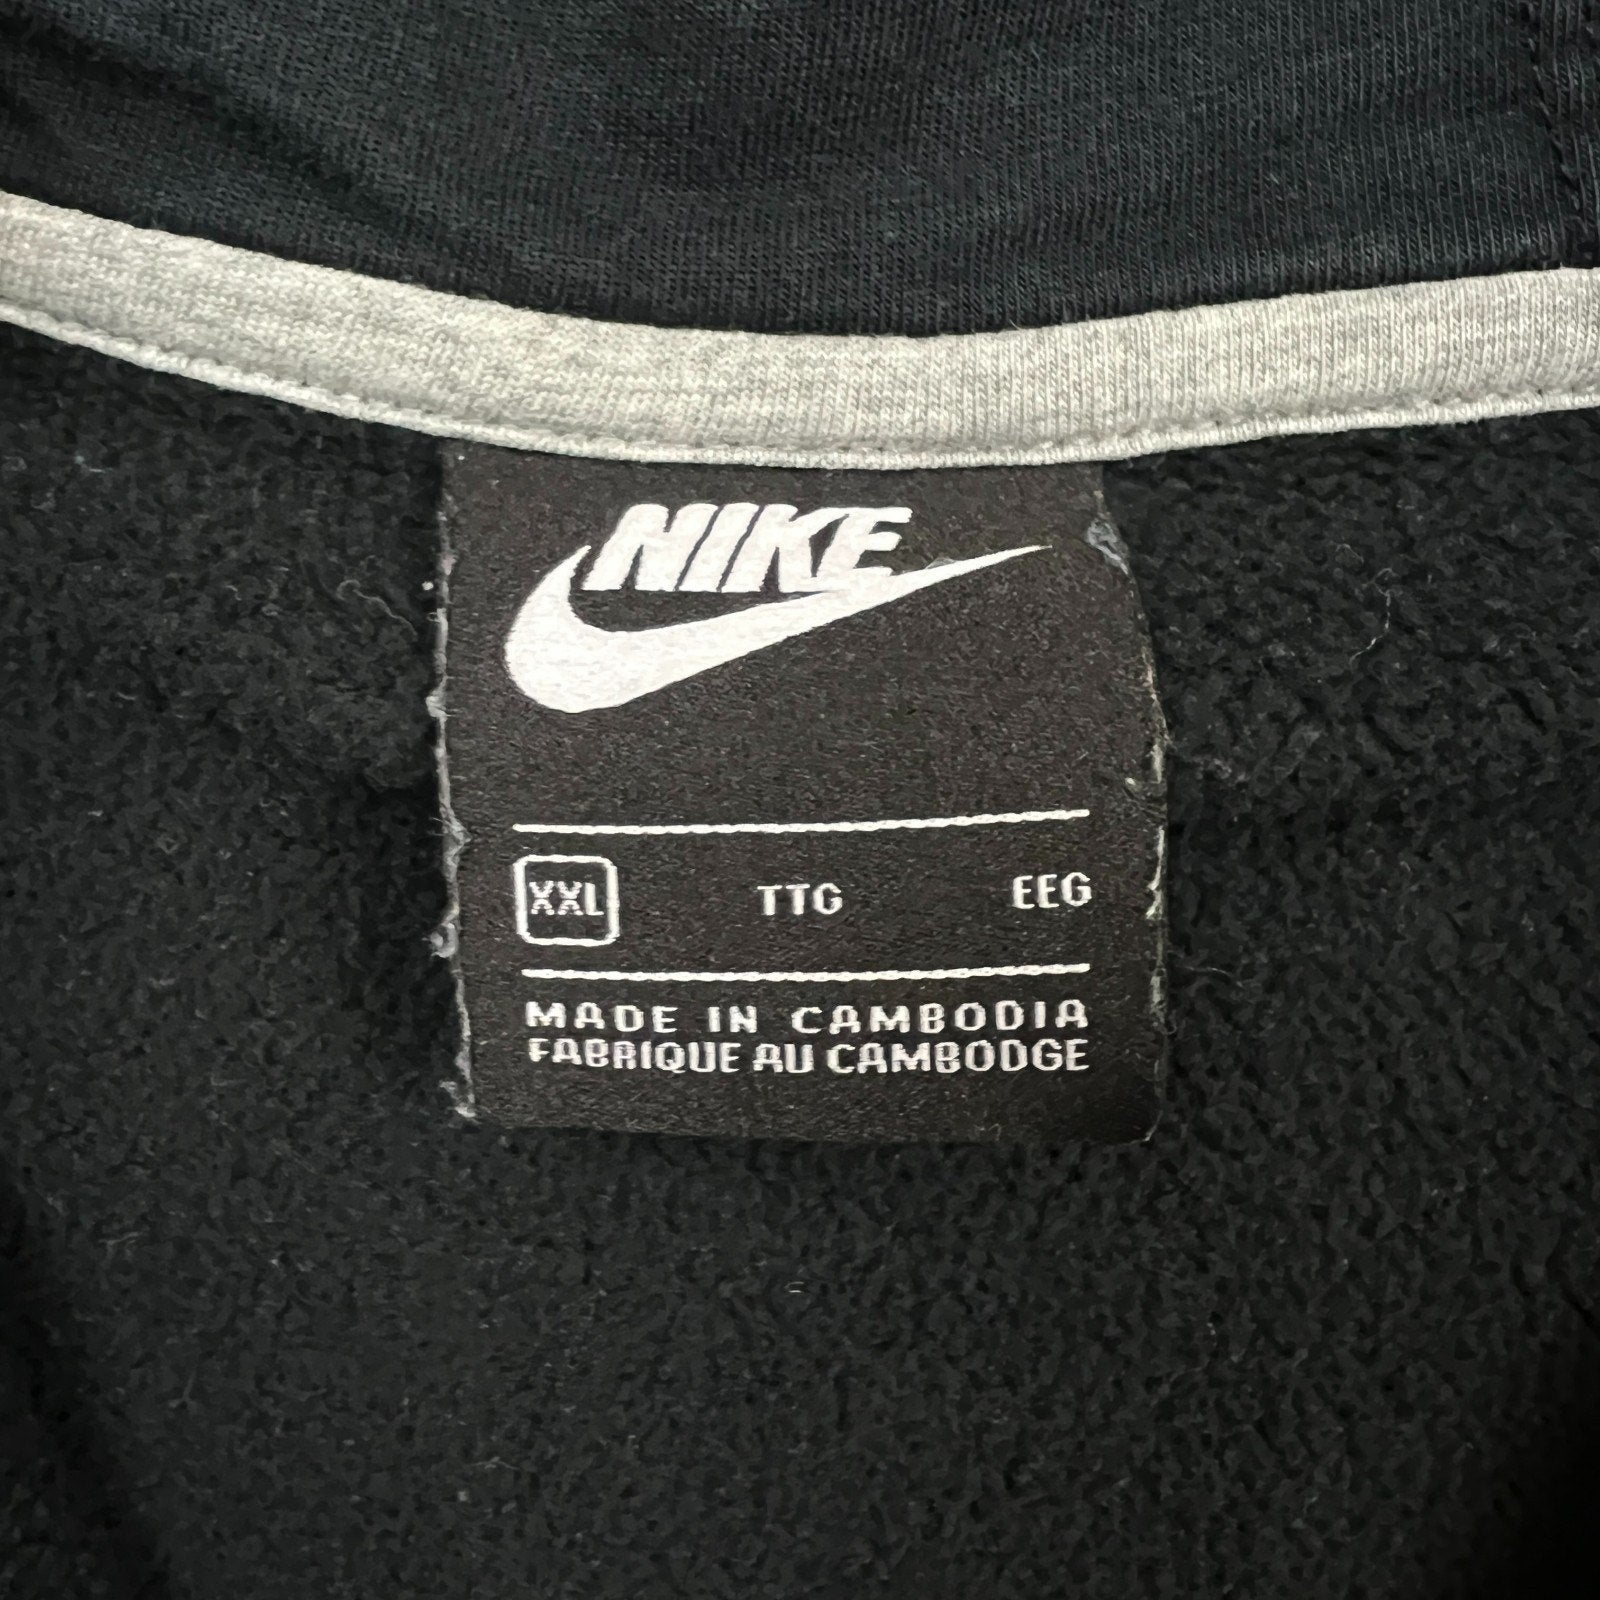 NIKE
XXL TTG EEG
MADE IN CAMBODIA
FABRIQUE AU CAMBODGE